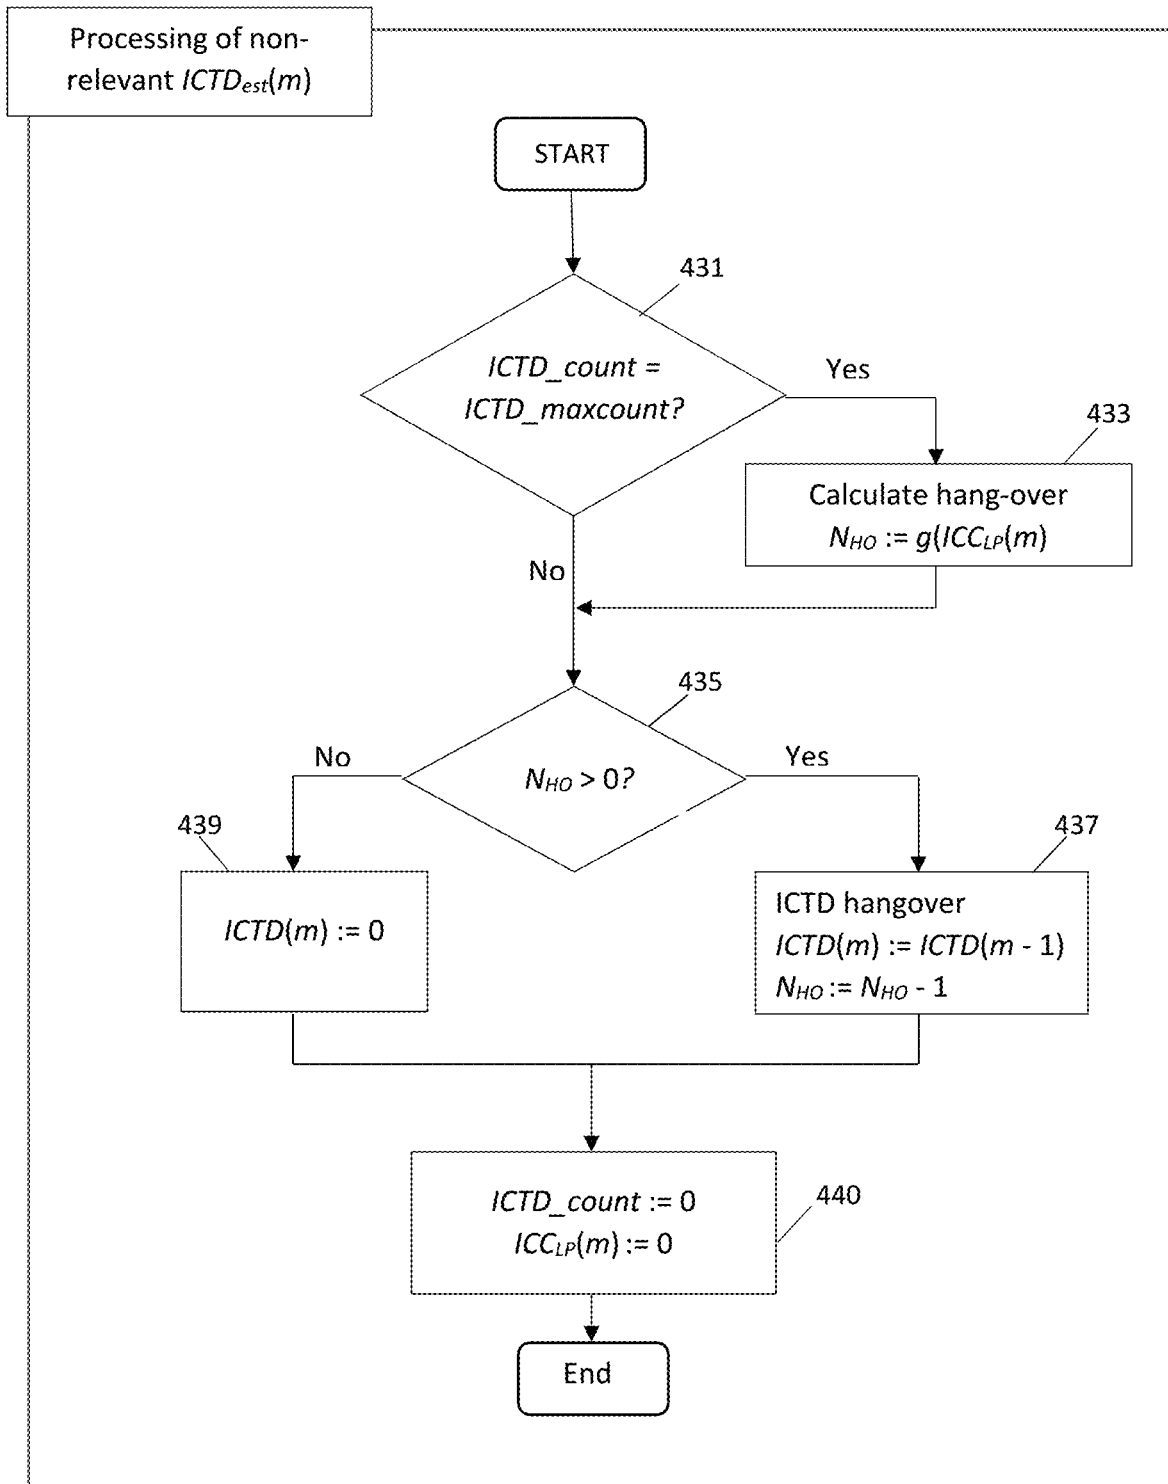 Processing of non-
relevant ICTDest(m)
START
431
ICTD_count =
ICTD_maxcount?
Yes
433
Calculate hang-over
NHO := g(ICCLP(m)
No
435
No
NHO > 0?
Yes
439
437
ICTD(m) := 0
ICTD hangover
ICTD(m) := ICTD(m - 1)
NHO := NHO - 1
ICTD_count := 0
ICCLP(m) := 0
440
End